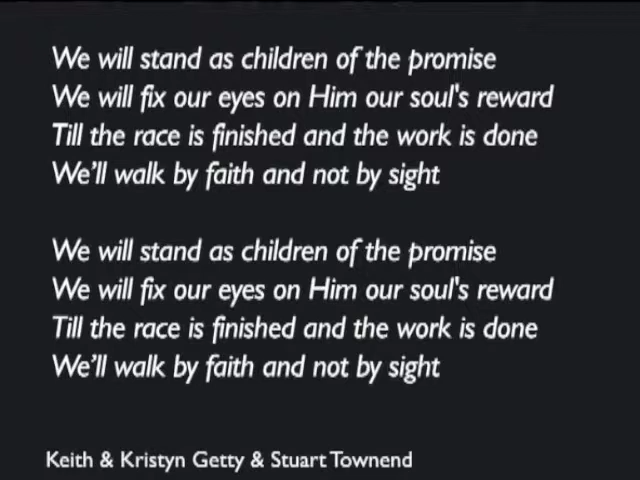 We will stand as children of the promise
We will fix our eyes on Him our soul's reward
Till the race is finished and the work is done
We'll walk by faith and not by sight
We will stand as children of the promise
We will fix our eyes on Him our soul's reward
Till the race is finished and the work is done
We'll walk by faith and not by sight
Keith & Kristyn Getty & Stuart Townend